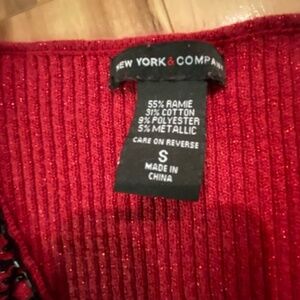 NEW YORK & COMPANY
55% RAMIE
31% COTTON
9% POLYESTER
5% METALLIC
CARE ON REVERSE
S
MADE IN
CHINA